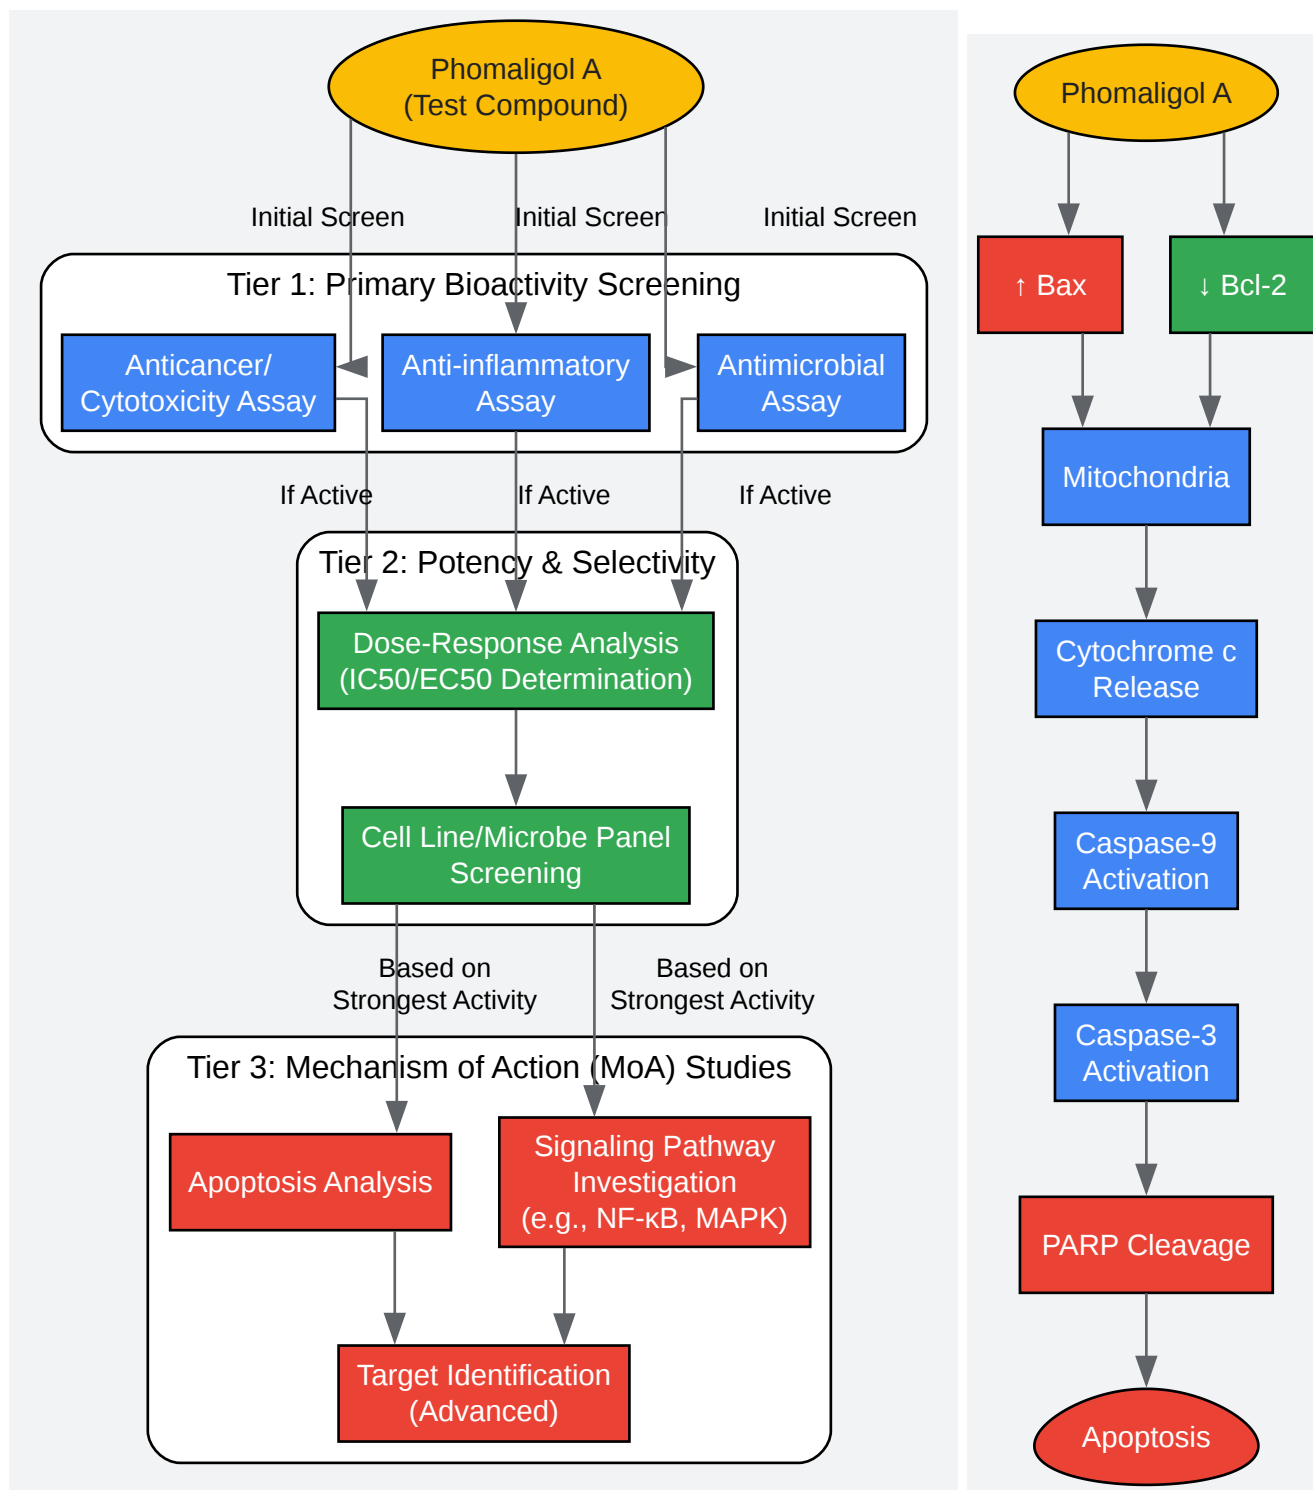 Phomaligol A
(Test Compound)
Initial Screen
Initial Screen
Initial Screen
Tier 1: Primary Bioactivity Screening
Anticancer/
Cytotoxicity Assay
Anti-inflammatory
Assay
Antimicrobial
Assay
If Active
If Active
If Active
Tier 2: Potency & Selectivity
Dose-Response Analysis
(IC50/EC50 Determination)
Cell Line/Microbe Panel
Screening
Based on
Strongest Activity
Based on
Strongest Activity
Tier 3: Mechanism of Action (MoA) Studies
Apoptosis Analysis
Signaling Pathway
Investigation
(e.g., NF-κB, MAPK)
Target Identification
(Advanced)
Phomaligol A
↑ Bax
↓ Bcl-2
Mitochondria
Cytochrome c
Release
Caspase-9
Activation
Caspase-3
Activation
PARP Cleavage
Apoptosis